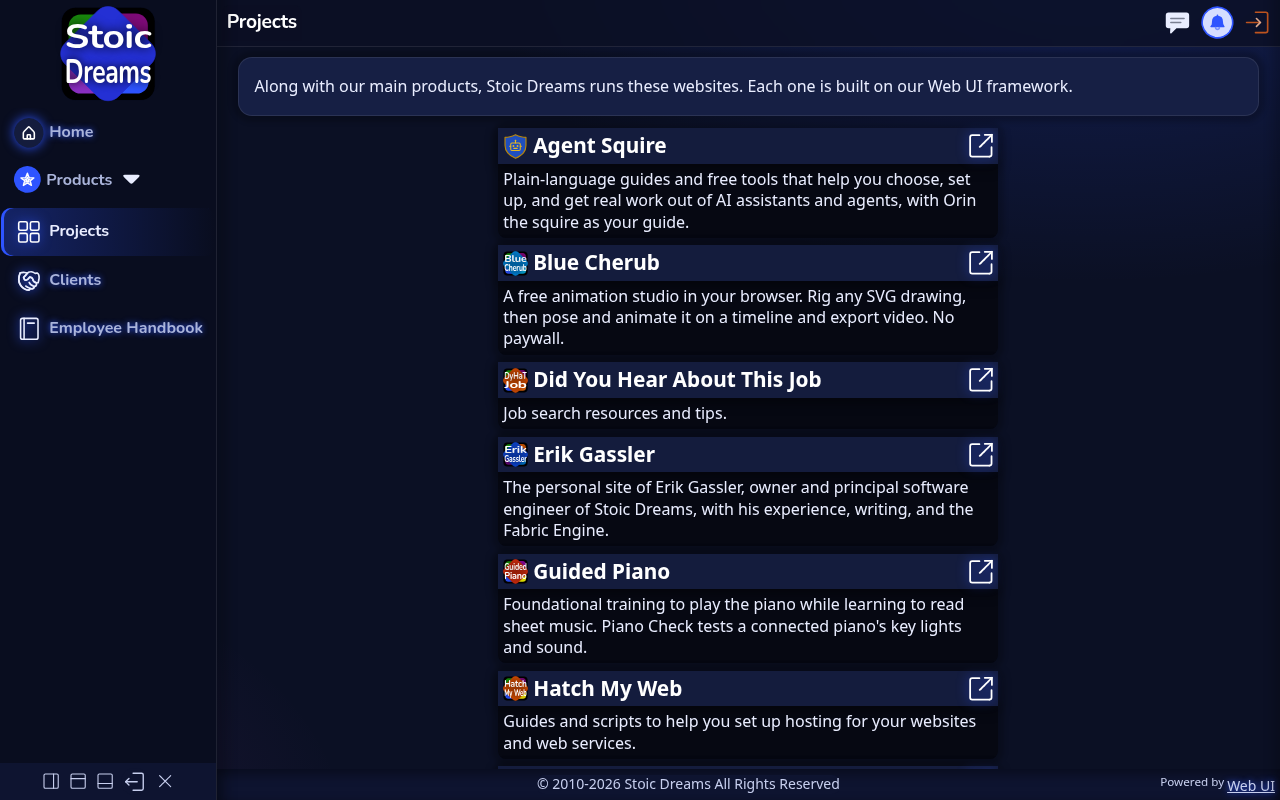 Stoic
Dreams
Projects
Home
Products
Projects
Clients
Employee Handbook
Along with our main products, Stoic Dreams runs these websites. Each one is built on our Web UI framework.
Agent Squire
Plain-language guides and free tools that help you choose, set
up, and get real work out of AI assistants and agents, with Orin
the squire as your guide.
Blue
Cherub
Blue Cherub
A free animation studio in your browser. Rig any SVG drawing,
then pose and animate it on a timeline and export video. No
paywall.
DyHaT
Job
Did You Hear About This Job
Job search resources and tips.
Erik
Gassler
Erik Gassler
The personal site of Erik Gassler, owner and principal software
engineer of Stoic Dreams, with his experience, writing, and the
Fabric Engine.
Guided
Piano
Guided Piano
Foundational training to play the piano while learning to read
sheet music. Piano Check tests a connected piano's key lights
and sound.
Hatch
My Web
Hatch My Web
Guides and scripts to help you set up hosting for your websites
and web services.
© 2010-2026 Stoic Dreams All Rights Reserved
Powered by Web UI